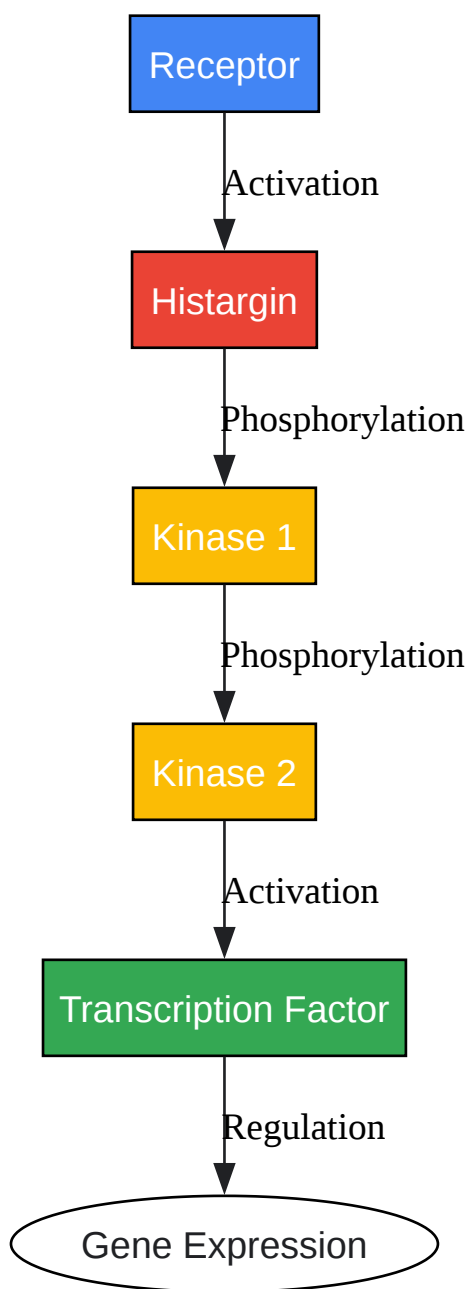 Receptor
Activation
Histargin
Phosphorylation
Kinase 1
Phosphorylation
Kinase 2
Activation
Transcription Factor
Regulation
Gene Expression